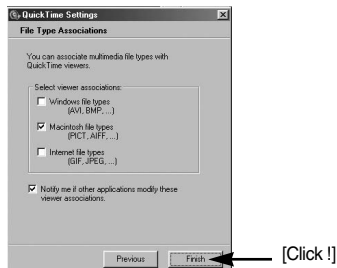 QuickTime Settings
File Type Associations
You can associate multimedia file types with
QuickTime viewers.
Select viewer associations:
Windows file types
(AVI, BMP, ...)
Macintosh file types
(PICT, AIFF, ...)
Internet file types
(GIF, JPEG, ...)
Notify me if other applications modify these
viewer associations.
Previous
Finish
[Click !]